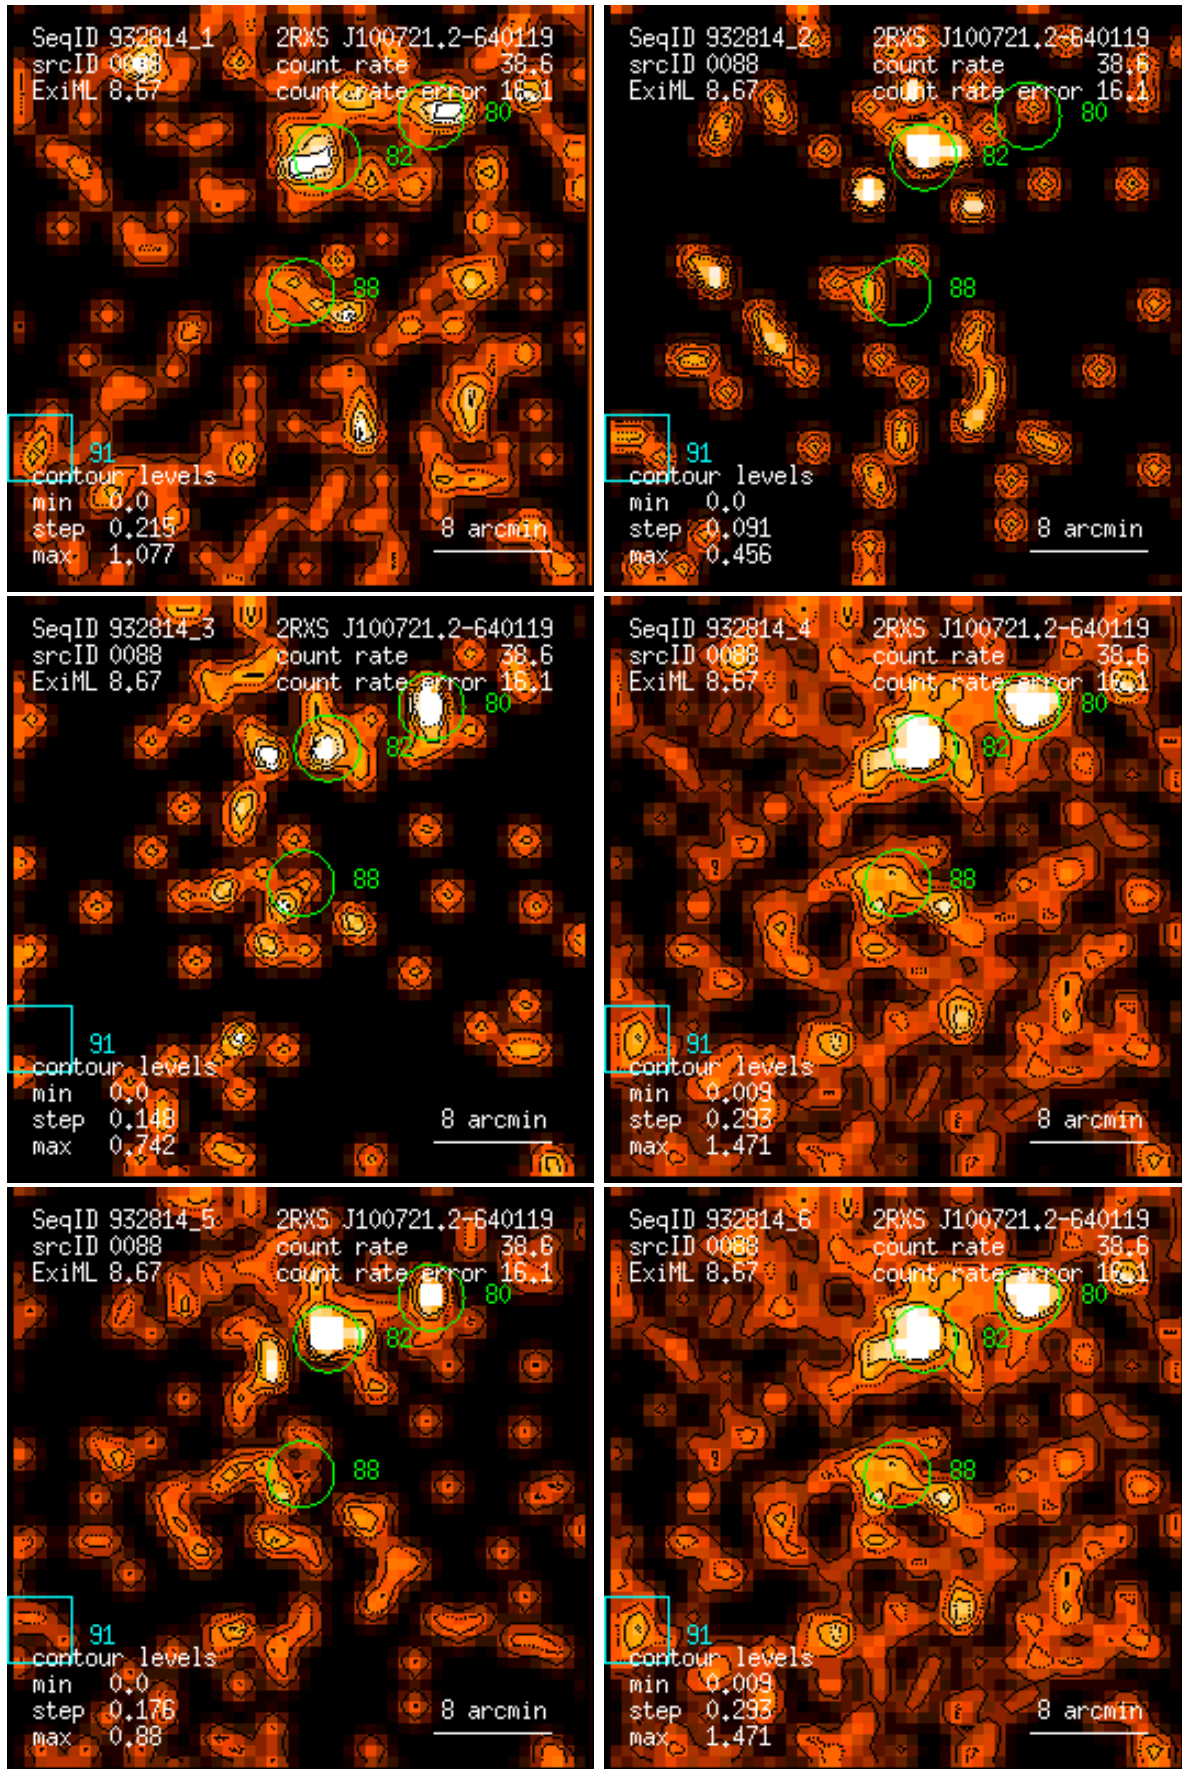 SeqID 932814_1 2RXS J100721.2-640119
srcID 0088 count rate 38.6
ExiML 8.67 count rate error 16.1
80
82
88
91
contour levels
min 0.0
step 0.215 8 arcmin
max 1.077
SeqID 932814_2 2RXS J100721.2-640119
srcID 0088 count rate 38.6
ExiML 8.67 count rate error 16.1
80
82
88
91
contour levels
min 0.0
step 0.091 8 arcmin
max 0.456
SeqID 932814_3 2RXS J100721.2-640119
srcID 0088 count rate 38.6
ExiML 8.67 count rate error 16.1
80
82
88
91
contour levels
min 0.0
step 0.148 8 arcmin
max 0.742
SeqID 932814_4 2RXS J100721.2-640119
srcID 0088 count rate 38.6
ExiML 8.67 count rate error 16.1
80
82
88
91
contour levels
min 0.009
step 0.293 8 arcmin
max 1.471
SeqID 932814_5 2RXS J100721.2-640119
srcID 0088 count rate 38.6
ExiML 8.67 count rate error 16.1
80
82
88
91
contour levels
min 0.0
step 0.176 8 arcmin
max 0.88
SeqID 932814_6 2RXS J100721.2-640119
srcID 0088 count rate 38.6
ExiML 8.67 count rate error 16.1
80
82
88
91
contour levels
min 0.009
step 0.293 8 arcmin
max 1.471